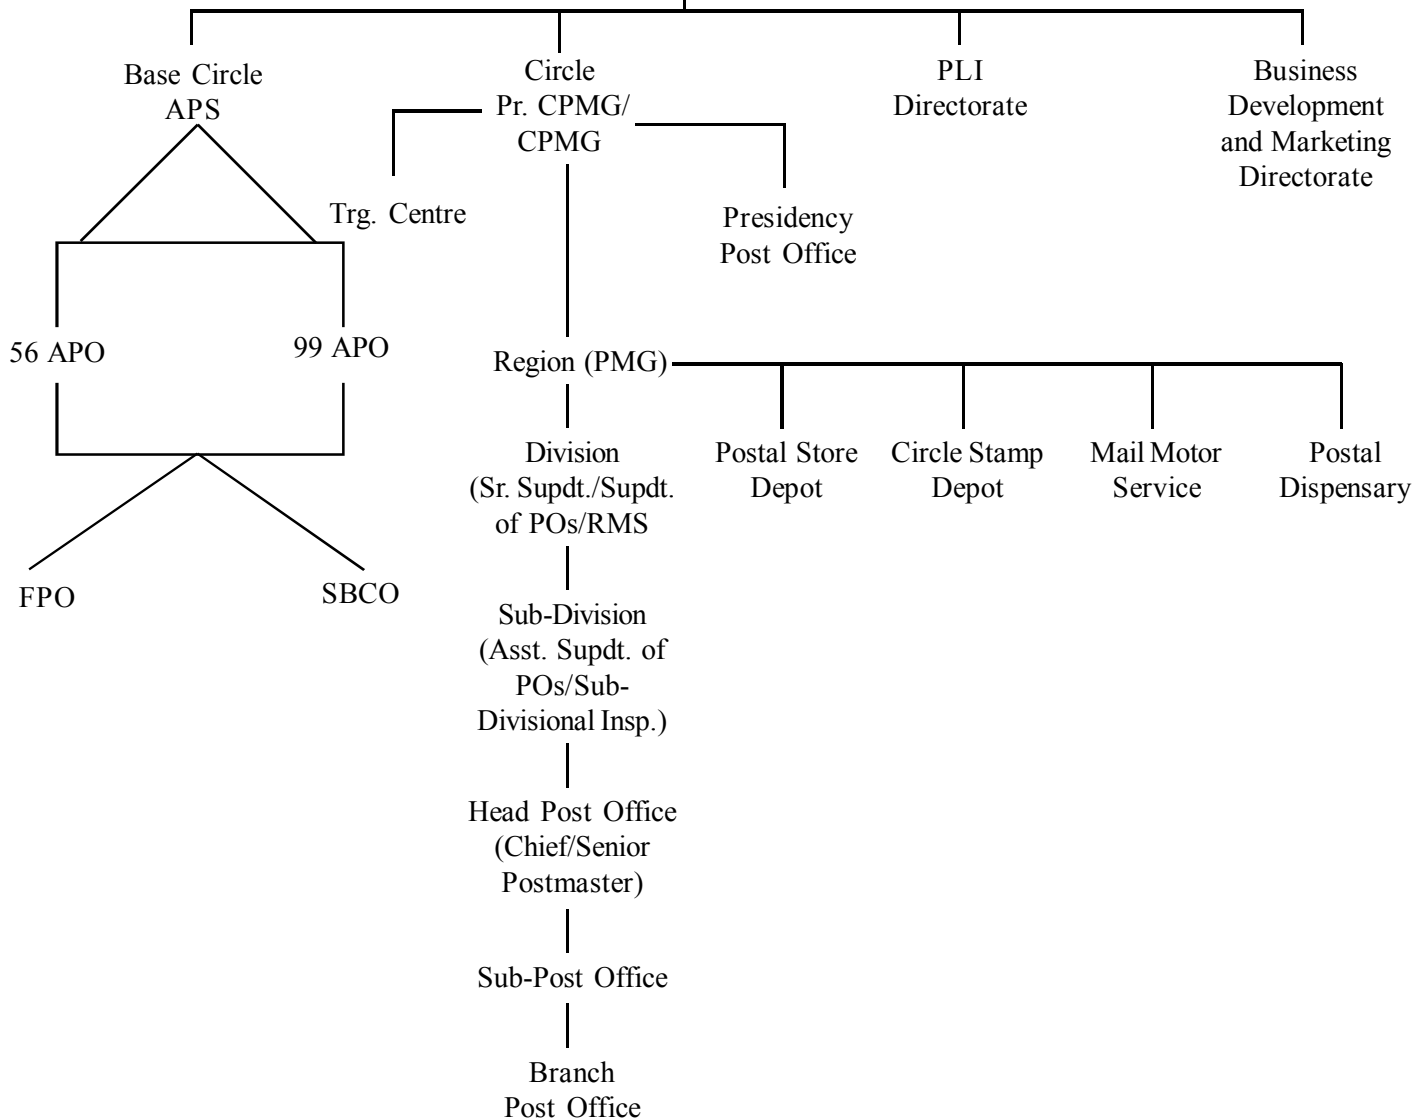 Base Circle
APS
Circle
Pr. CPMG/
CPMG
PLI
Directorate
Business
Development
and Marketing
Directorate
Trg. Centre
Presidency
Post Office
56 APO
99 APO
Region (PMG)
Division
(Sr. Supdt./Supdt.
of POs/RMS
Postal Store
Depot
Circle Stamp
Depot
Mail Motor
Service
Postal
Dispensary
FPO
SBCO
Sub-Division
(Asst. Supdt. of
POs/Sub-
Divisional Insp.)
Head Post Office
(Chief/Senior
Postmaster)
Sub-Post Office
Branch
Post Office